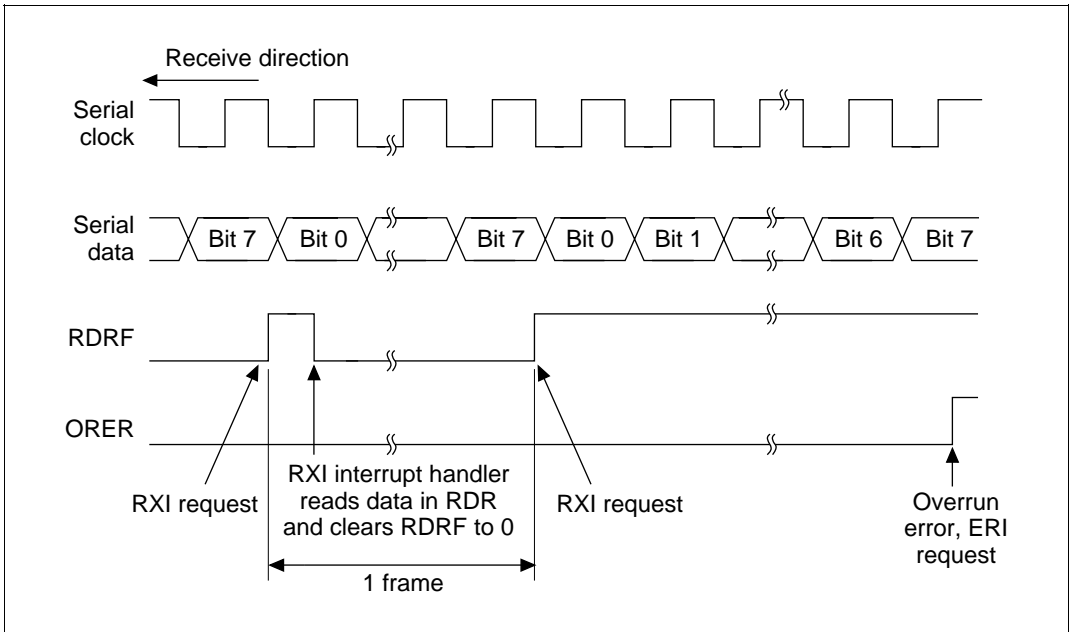 Receive direction
Serial
clock
Serial
data
Bit 7 Bit 0 Bit 7 Bit 0 Bit 1 Bit 6 Bit 7
RDRF
ORER
RXI request
RXI interrupt handler
reads data in RDR
and clears RDRF to 0
RXI request
Overrun
error, ERI
request
1 frame